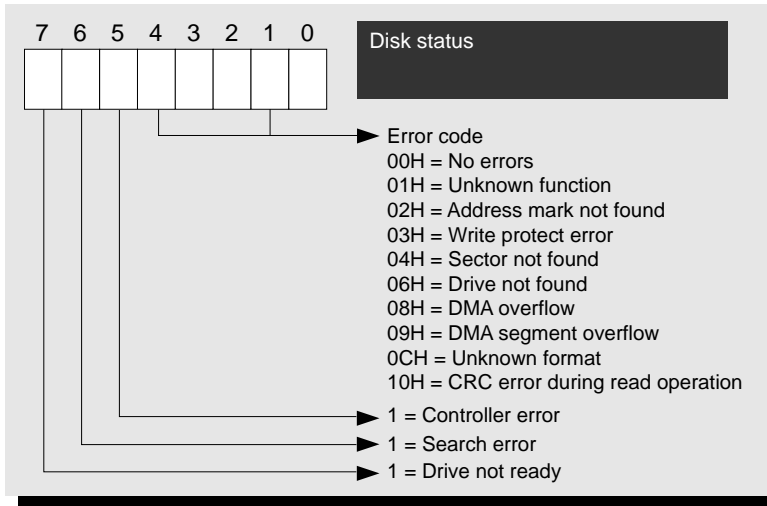 7 6 5 4 3 2 1 0
Disk status
Error code
00H = No errors
01H = Unknown function
02H = Address mark not found
03H = Write protect error
04H = Sector not found
06H = Drive not found
08H = DMA overflow
09H = DMA segment overflow
0CH = Unknown format
10H = CRC error during read operation
1 = Controller error
1 = Search error
1 = Drive not ready